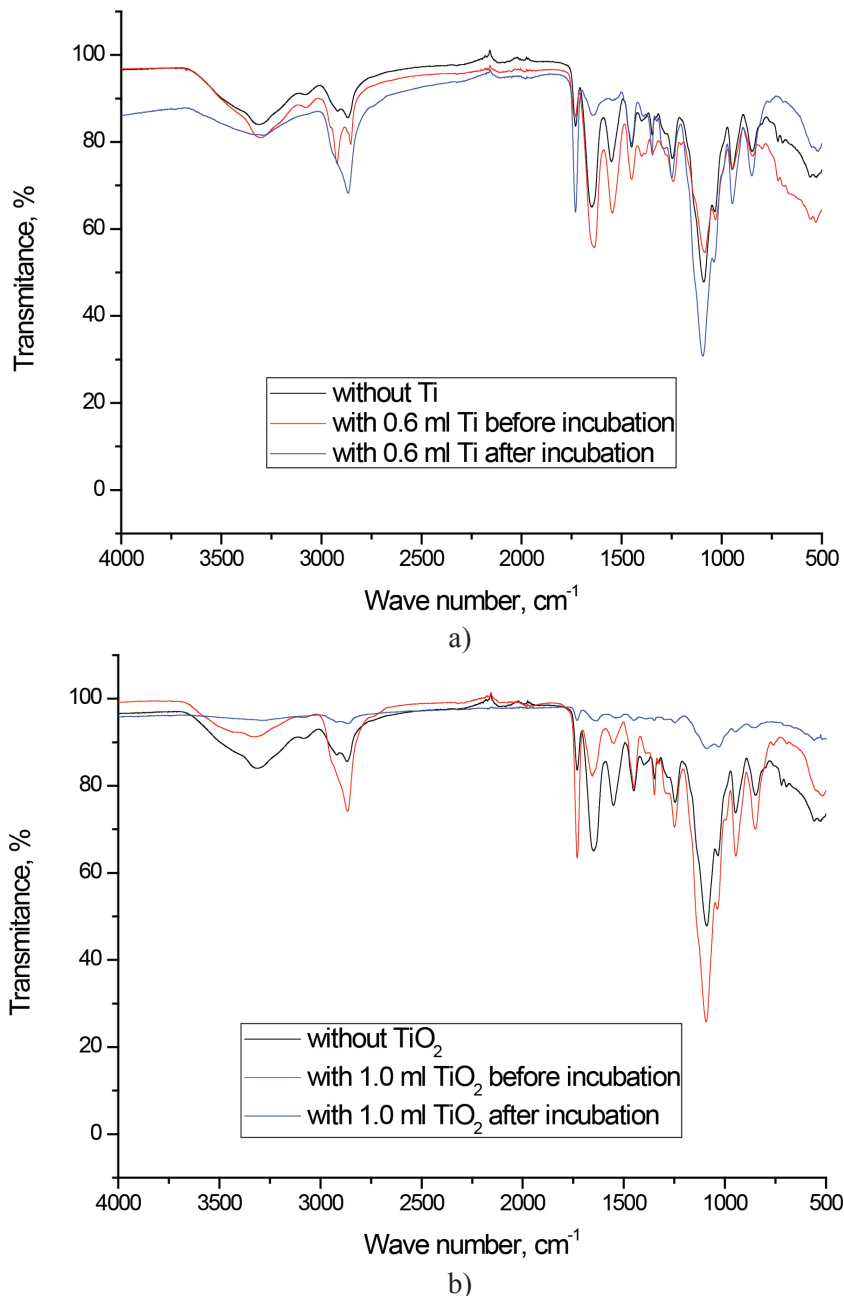 100
80
60
40
20
0
Transmitance, %
without Ti
with 0.6 ml Ti before incubation
with 0.6 ml Ti after incubation
4000 3500 3000 2500 2000 1500 1000 500
Wave number, cm⁻¹
a)
100
80
60
40
20
0
Transmitance, %
without TiO₂
with 1.0 ml TiO₂ before incubation
with 1.0 ml TiO₂ after incubation
4000 3500 3000 2500 2000 1500 1000 500
Wave number, cm⁻¹
b)